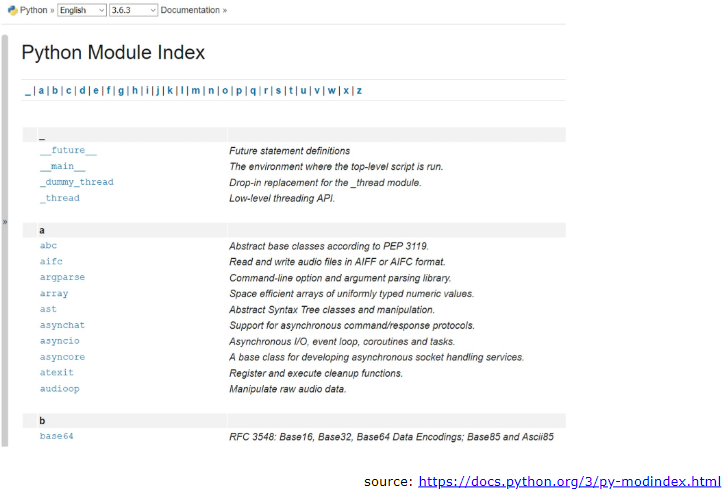 Python » English 3.6.3 Documentation »
Python Module Index
_ | a | b | c | d | e | f | g | h | i | j | k | l | m | n | o | p | q | r | s | t | u | v | w | x | z
_
__future__ Future statement definitions
__main__ The environment where the top-level script is run.
_dummy_thread Drop-in replacement for the _thread module.
_thread Low-level threading API.
»
a
abc Abstract base classes according to PEP 3119.
aifc Read and write audio files in AIFF or AIFC format.
argparse Command-line option and argument parsing library.
array Space efficient arrays of uniformly typed numeric values.
ast Abstract Syntax Tree classes and manipulation.
asynchat Support for asynchronous command/response protocols.
asyncio Asynchronous I/O, event loop, coroutines and tasks.
asyncore A base class for developing asynchronous socket handling services.
atexit Register and execute cleanup functions.
audioop Manipulate raw audio data.
b
base64 RFC 3548: Base16, Base32, Base64 Data Encodings; Base85 and Ascii85
source: https://docs.python.org/3/py-modindex.html